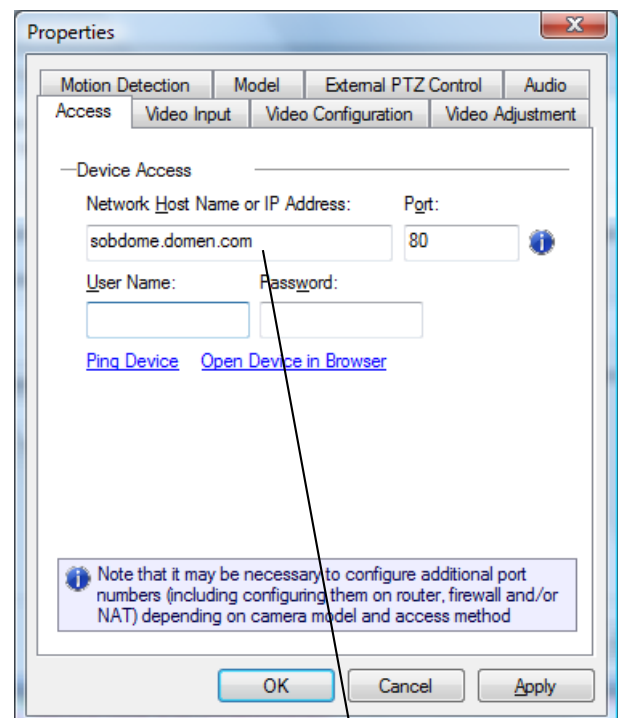 Properties
Motion Detection Model External PTZ Control Audio
Access Video Input Video Configuration Video Adjustment
Device Access
Network Host Name or IP Address: Port:
sobdome.domen.com 80
User Name: Password:
Ping Device Open Device in Browser
Note that it may be necessary to configure additional port
numbers (including configuring them on router, firewall and/or
NAT) depending on camera model and access method
OK Cancel Apply